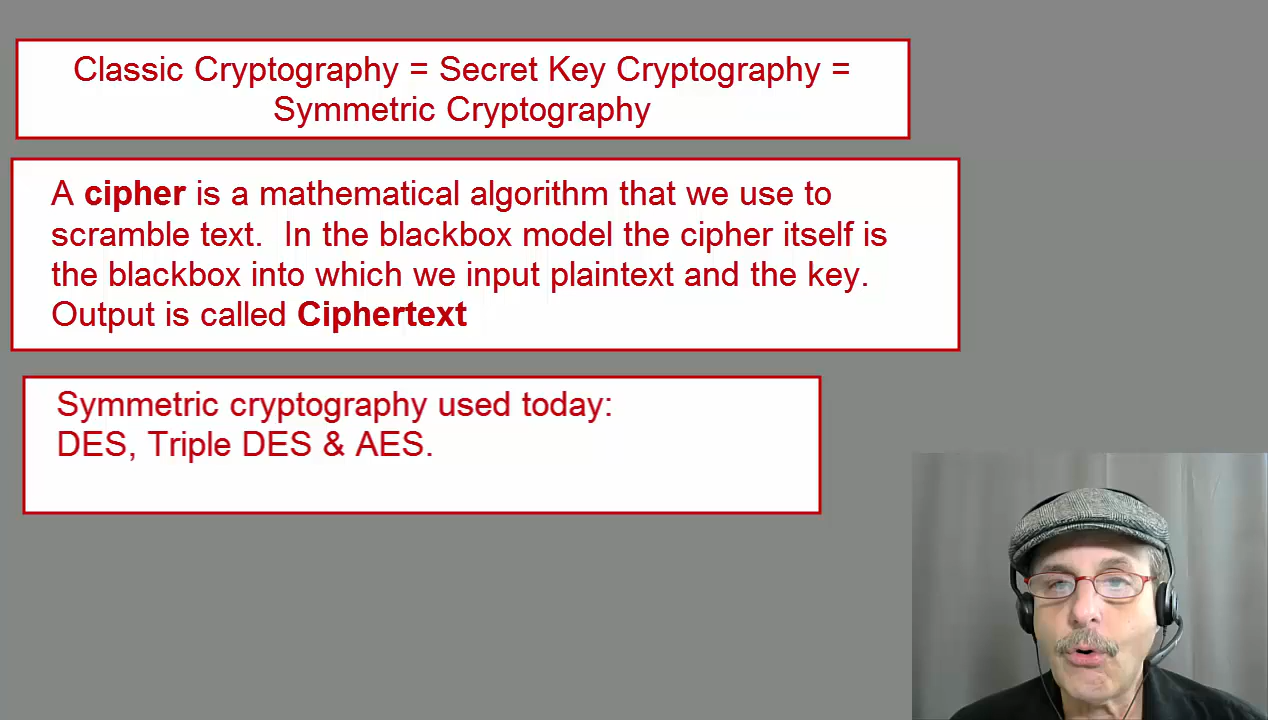 Classic Cryptography = Secret Key Cryptography =
Symmetric Cryptography
A cipher is a mathematical algorithm that we use to
scramble text.  In the blackbox model the cipher itself is
the blackbox into which we input plaintext and the key.
Output is called Ciphertext
Symmetric cryptography used today:
DES, Triple DES & AES.